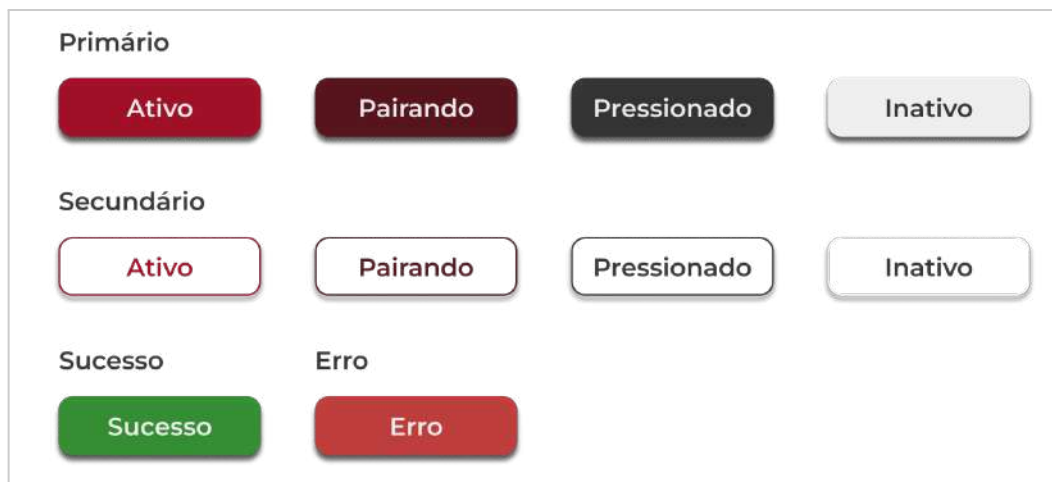 Primário
Ativo Pairando Pressionado Inativo
Secundário
Ativo Pairando Pressionado Inativo
Sucesso Erro
Sucesso Erro